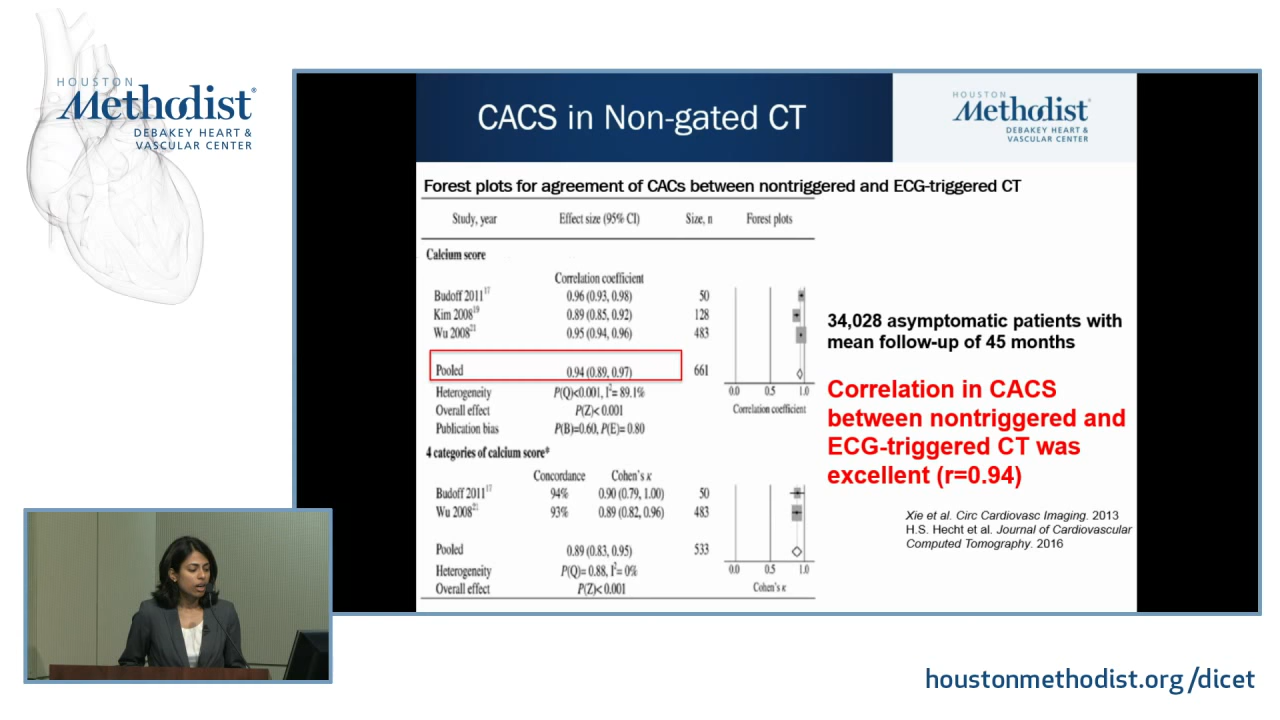 HOUSTON
Methodist®
DEBAKEY HEART &
VASCULAR CENTER
CACS in Non-gated CT
HOUSTON
Methodist
DEBAKEY HEART &
VASCULAR CENTER
Forest plots for agreement of CACs between nontriggered and ECG-triggered CT
Study, year Effect size (95% CI) Size, n Forest plots
Calcium score
Correlation coefficient
Budoff 2011¹⁷ 0.96 (0.93, 0.98) 50
Kim 2008¹⁹ 0.89 (0.85, 0.92) 128
Wu 2008²¹ 0.95 (0.94, 0.96) 483
Pooled 0.94 (0.89, 0.97) 661
Heterogeneity P(Q)<0.001, I²= 89.1% 0.0 0.5 1.0
Overall effect P(Z)< 0.001 Correlation coefficient
Publication bias P(B)=0.60, P(E)= 0.80
4 categories of calcium score*
Concordance Cohen's κ
Budoff 2011¹⁷ 94% 0.90 (0.79, 1.00) 50
Wu 2008²¹ 93% 0.89 (0.82, 0.96) 483
Pooled 0.89 (0.83, 0.95) 533
Heterogeneity P(Q)= 0.88, I²= 0% 0.0 0.5 1.0
Overall effect P(Z)< 0.001 Cohen's κ
34,028 asymptomatic patients with
mean follow-up of 45 months
Correlation in CACS
between nontriggered and
ECG-triggered CT was
excellent (r=0.94)
Xie et al. Circ Cardiovasc Imaging. 2013
H.S. Hecht et al. Journal of Cardiovascular
Computed Tomography. 2016
houstonmethodist.org/dicet